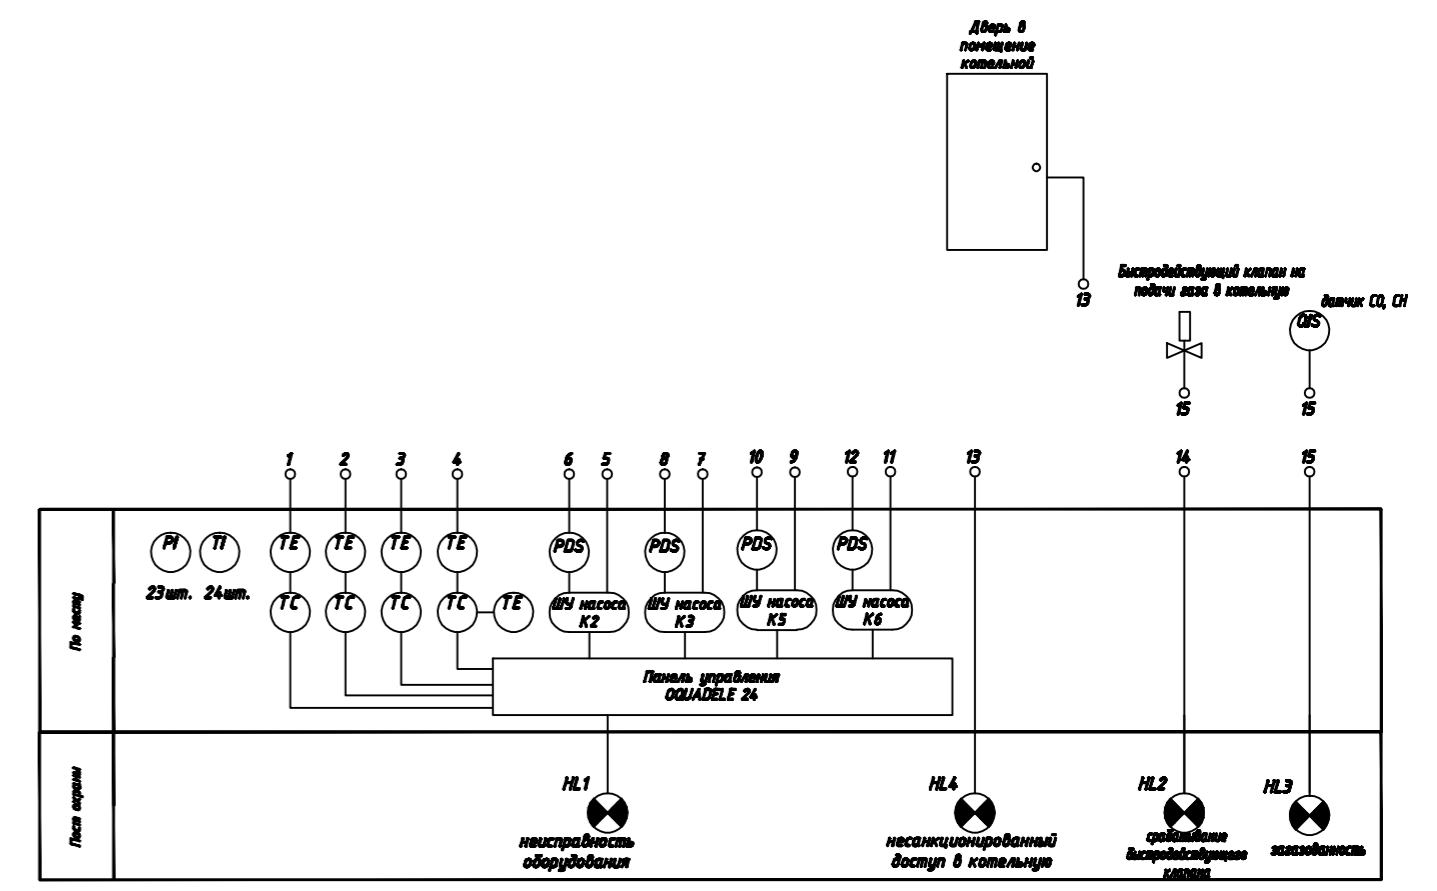 Дверь в
помещение
котельной
13
Быстродействующий клапан на
подачи газа в котельную
датчик CO, CH
QIS
15
15
1
2
3
4
6
5
8
7
10
9
12
11
13
14
15
По месту
PI
TI
23шт.
24шт.
TE
TE
TE
TE
PDS
PDS
PDS
PDS
TC
TC
TC
TC
TE
ШУ насоса
К2
ШУ насоса
К3
ШУ насоса
К5
ШУ насоса
К6
Панель управления
OQUADELE 24
Пост охраны
HL1
неисправность
оборудования
HL4
несанкционированный
доступ в котельную
HL2
срабатывание
быстродействующего
клапана
HL3
загазованность